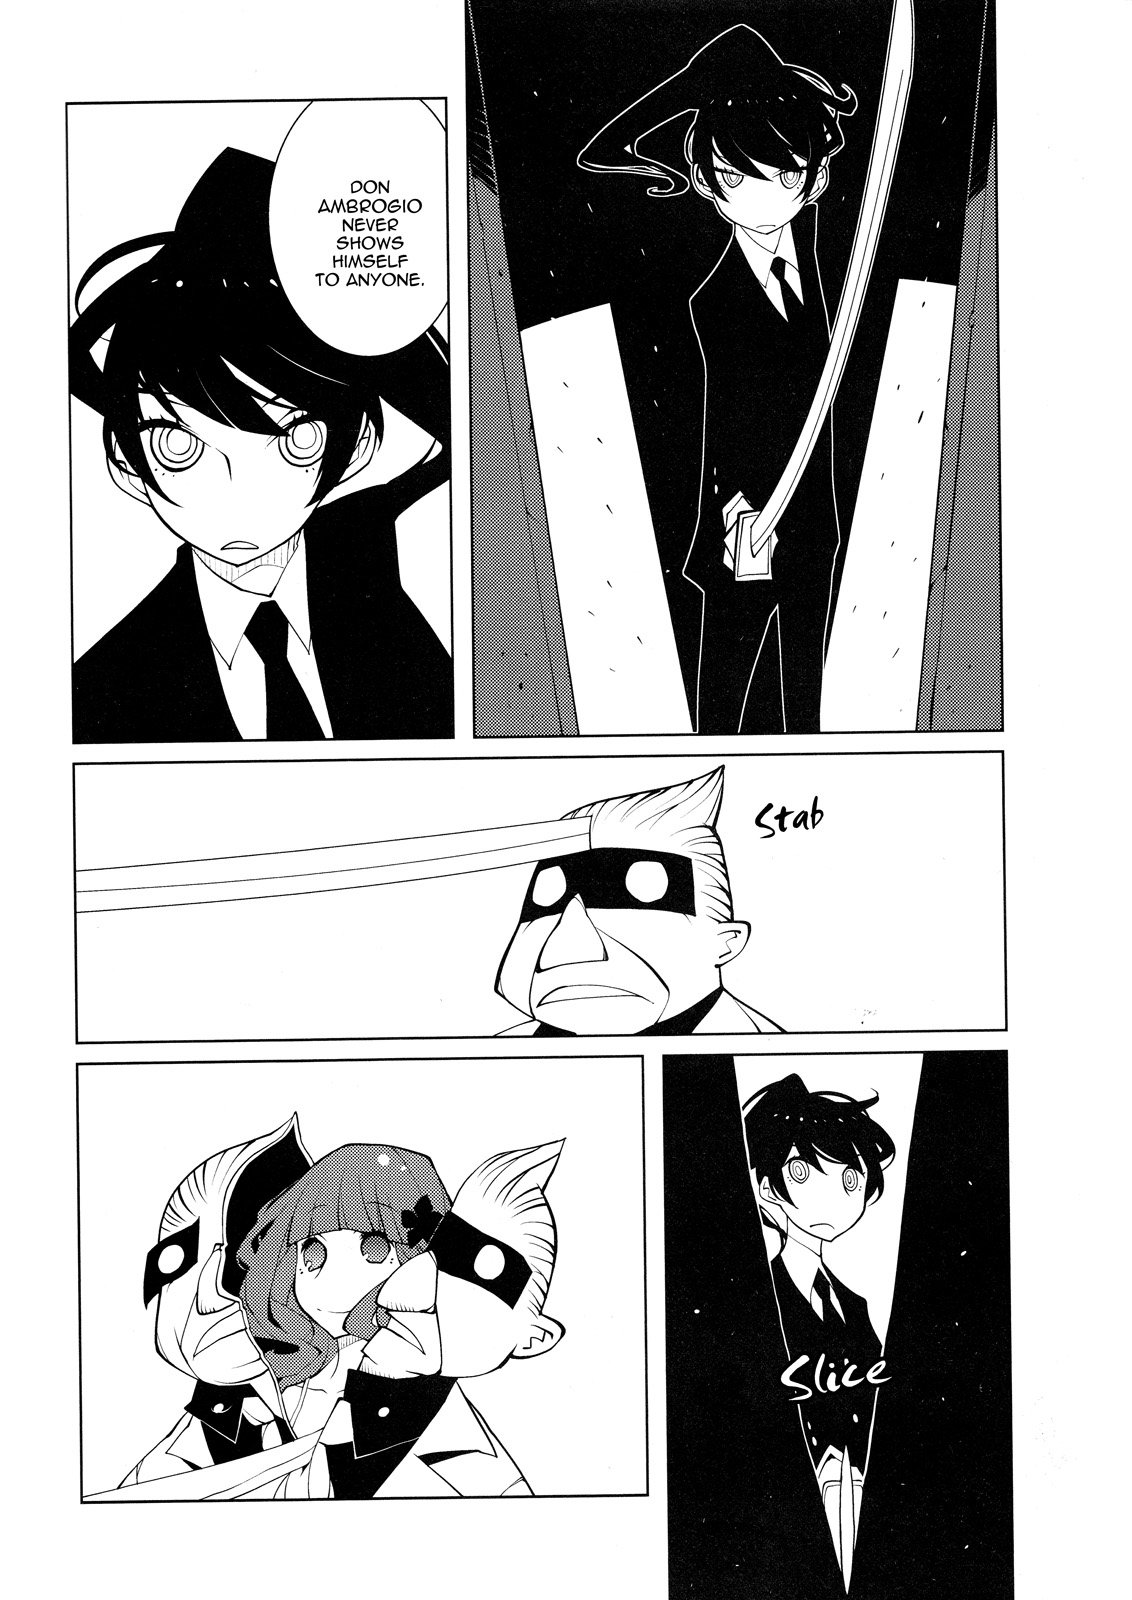 DON
AMBROGIO
NEVER
SHOWS
HIMSELF
TO ANYONE.
Stab
Slice